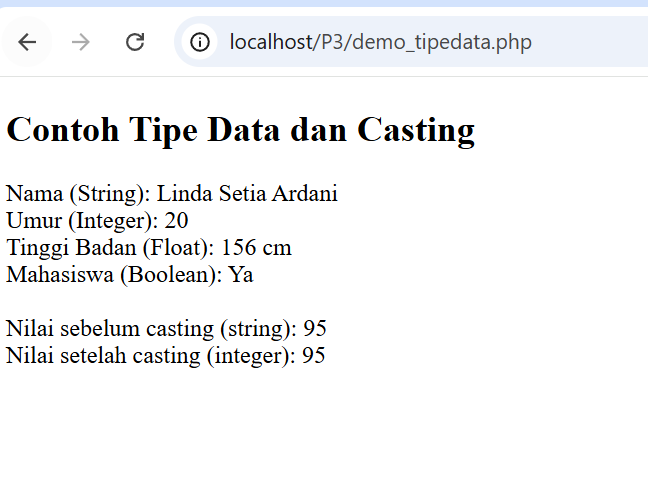 localhost/P3/demo_tipedata.php
Contoh Tipe Data dan Casting
Nama (String): Linda Setia Ardani
Umur (Integer): 20
Tinggi Badan (Float): 156 cm
Mahasiswa (Boolean): Ya
Nilai sebelum casting (string): 95
Nilai setelah casting (integer): 95